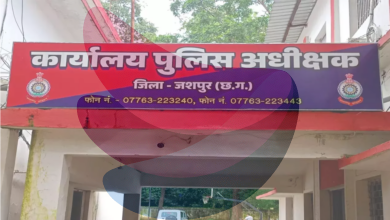 कार्यालय पुलिस अधीक्षक
जिला - जशपुर (छ.ग.)
फोन नं. - 07763-223240, फोन नं. 07763-223443